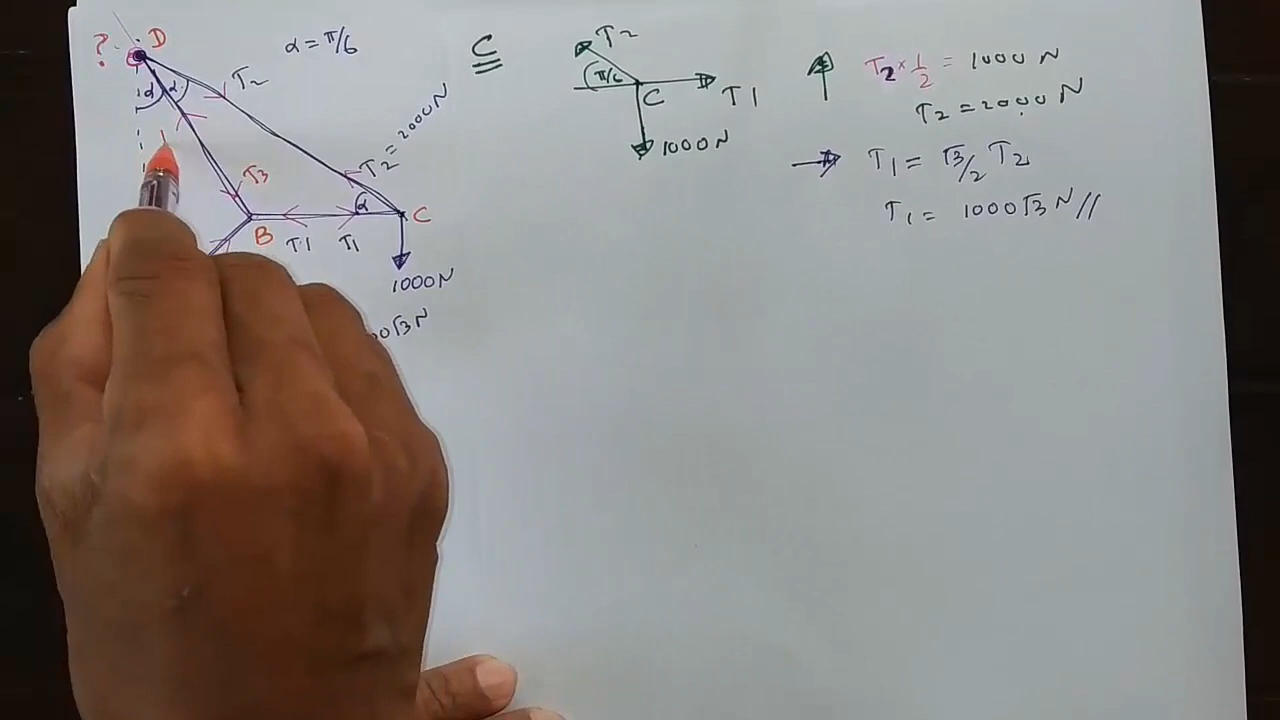 ? D
α = π/6
T2
α α
T2 = 2000N
T3
α
C
B
T1 T1
1000N
√3N
C
T2
π/6
C
T1
1000N
T2 × 1/2 = 1000 N
T2 = 2000 N
T1 = √3/2 T2
T1 = 1000√3 N //